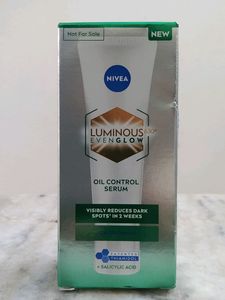 Not For Sale
NEW
NIVEA
LUMINOUS630
EVENGLOW
OIL CONTROL
SERUM
VISIBLY REDUCES DARK
SPOTS* IN 2 WEEKS
PATENTED
THIAMIDOL
+ SALICYLIC ACID